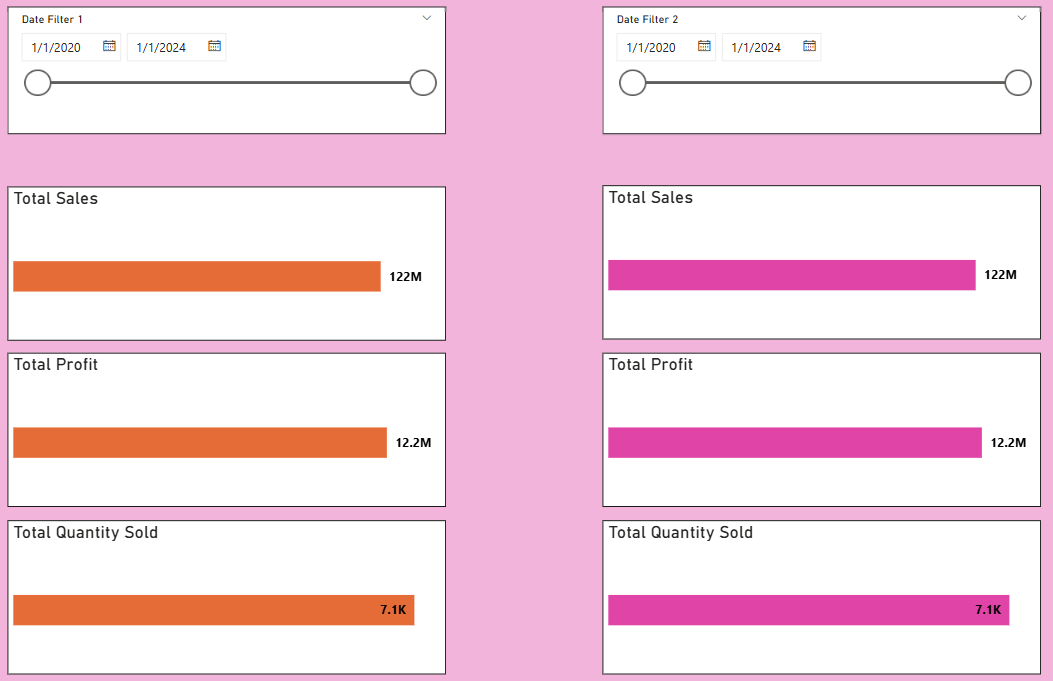 Date Filter 1
1/1/2020 1/1/2024
Total Sales
122M
Total Profit
12.2M
Total Quantity Sold
7.1K
Date Filter 2
1/1/2020 1/1/2024
Total Sales
122M
Total Profit
12.2M
Total Quantity Sold
7.1K